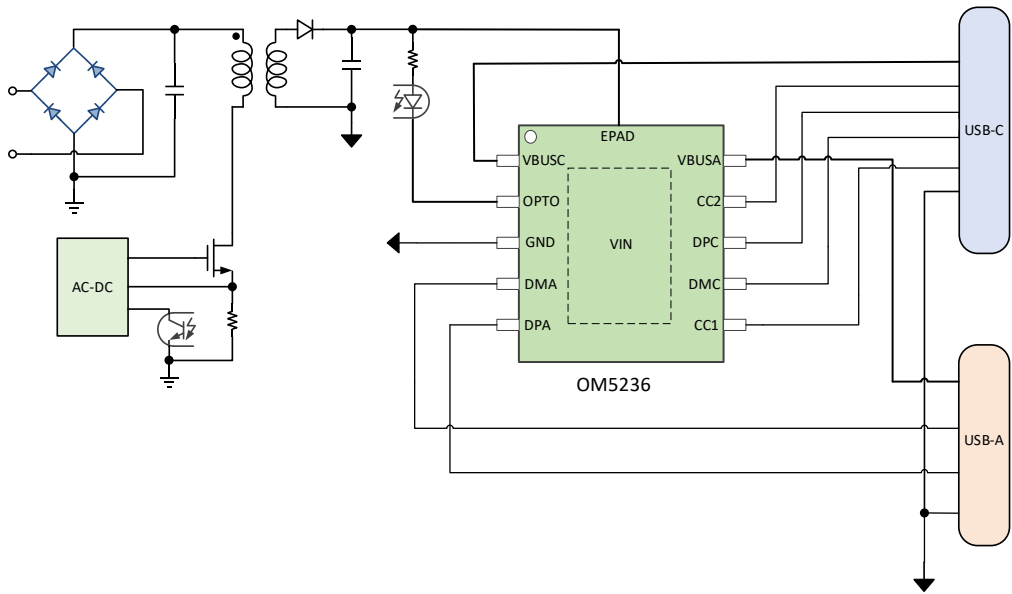 USB-C
EPAD
VBUSC
VBUSA
OPTO
CC2
GND
VIN
DPC
AC-DC
DMA
DMC
DPA
CC1
OM5236
USB-A